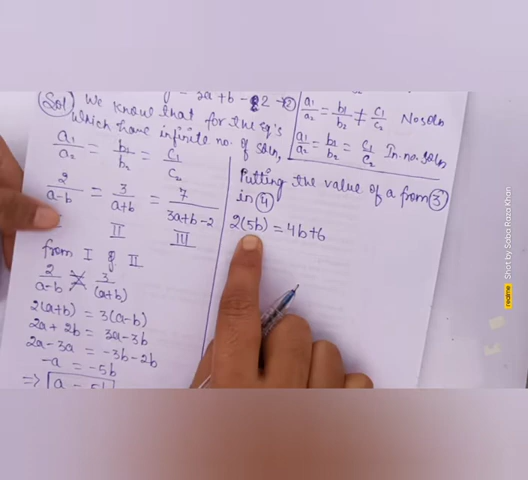 = 2a+b-2 → ②
Sol We know that for the eq's
which have infinite no. of soln,
a₁/a₂ = b₁/b₂ = c₁/c₂
2/(a-b) = 3/(a+b) = 7/(3a+b-2)
I II III
from I & II
2/(a-b) = 3/(a+b)
2(a+b) = 3(a-b)
2a + 2b = 3a - 3b
2a - 3a = -3b - 2b
-a = -5b
=> a = 5b
a₁/a₂ = b₁/b₂ ≠ c₁/c₂ No soln
a₁/a₂ = b₁/b₂ = c₁/c₂ In. no. soln
Putting the value of a from ③
in ④
2(5b) = 4b+6
realme Shot by Saba Raza Khan